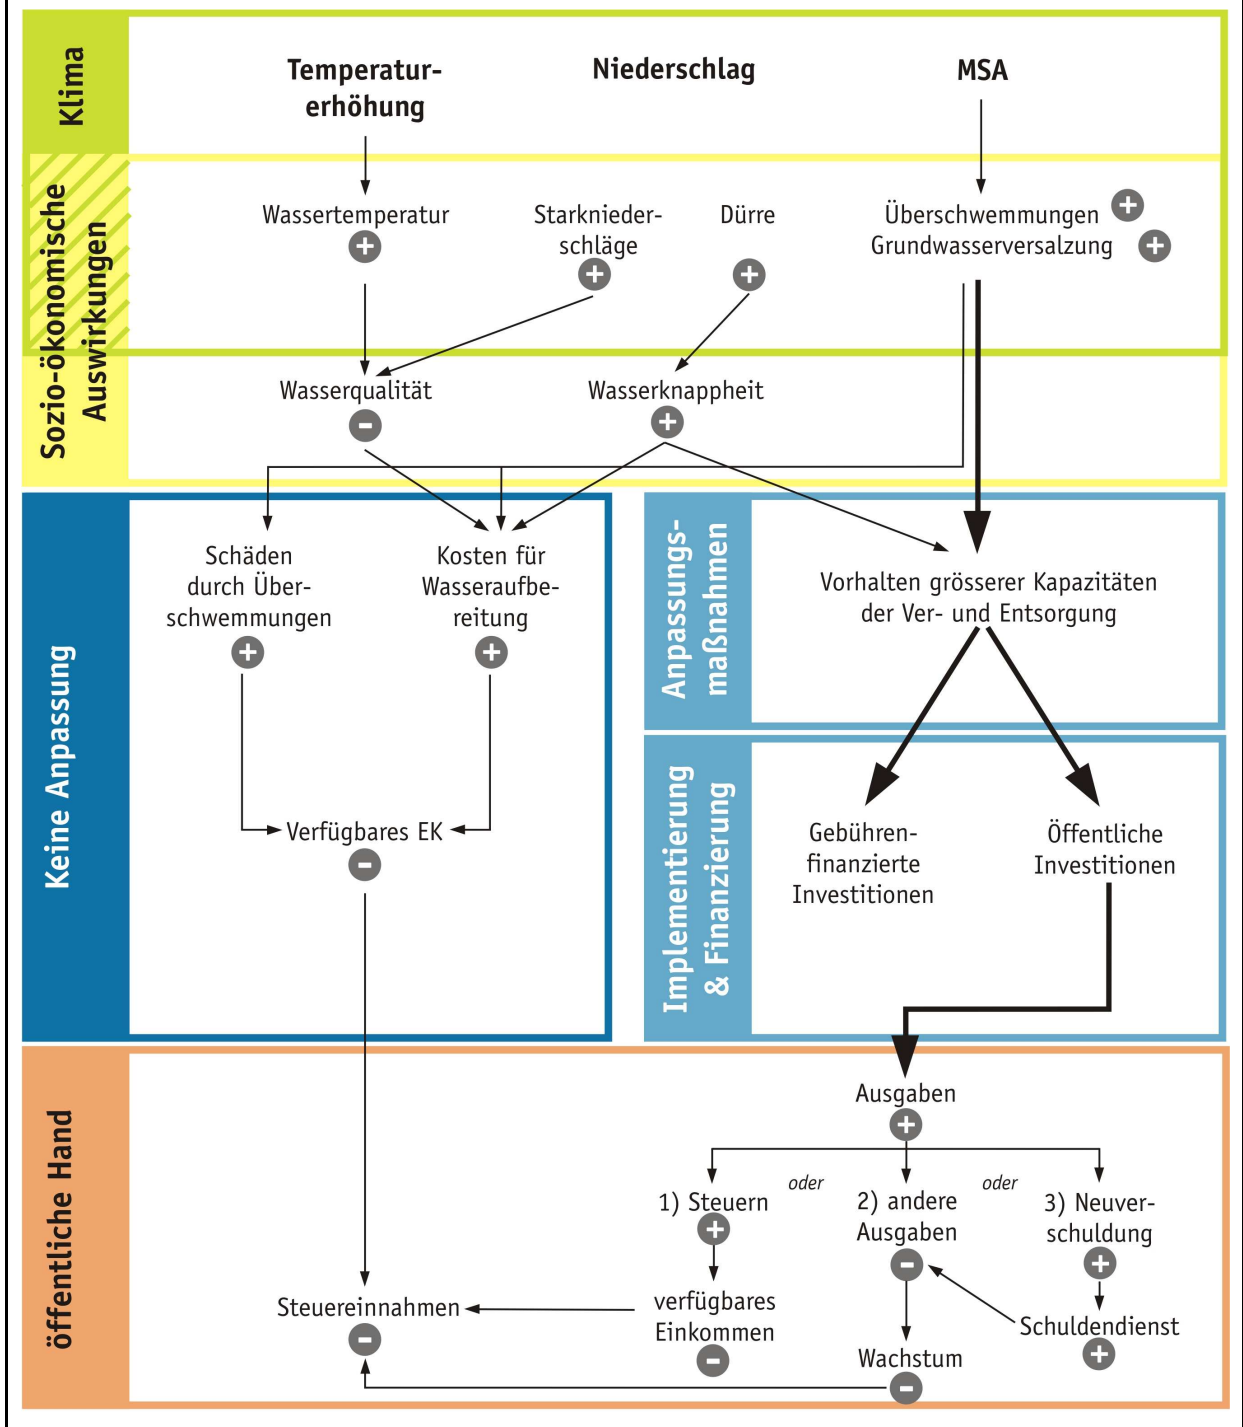 Klima
Temperatur-
erhöhung
Niederschlag
MSA
Sozio-ökonomische
Auswirkungen
Wassertemperatur
+
Starknieder-
schläge
+
Dürre
+
Überschwemmungen +
Grundwasserversalzung +
Wasserqualität
-
Wasserknappheit
+
Keine Anpassung
Schäden
durch Über-
schwemmungen
+
Kosten für
Wasseraufbe-
reitung
+
Verfügbares EK
-
Anpassungs-
maßnahmen
Vorhalten grösserer Kapazitäten
der Ver- und Entsorgung
Implementierung
& Finanzierung
Gebühren-
finanzierte
Investitionen
Öffentliche
Investitionen
öffentliche Hand
Ausgaben
+
1) Steuern
+
oder
2) andere
Ausgaben
-
oder
3) Neuver-
schuldung
+
Steuereinnahmen
-
verfügbares
Einkommen
-
Wachstum
-
Schuldendienst
+